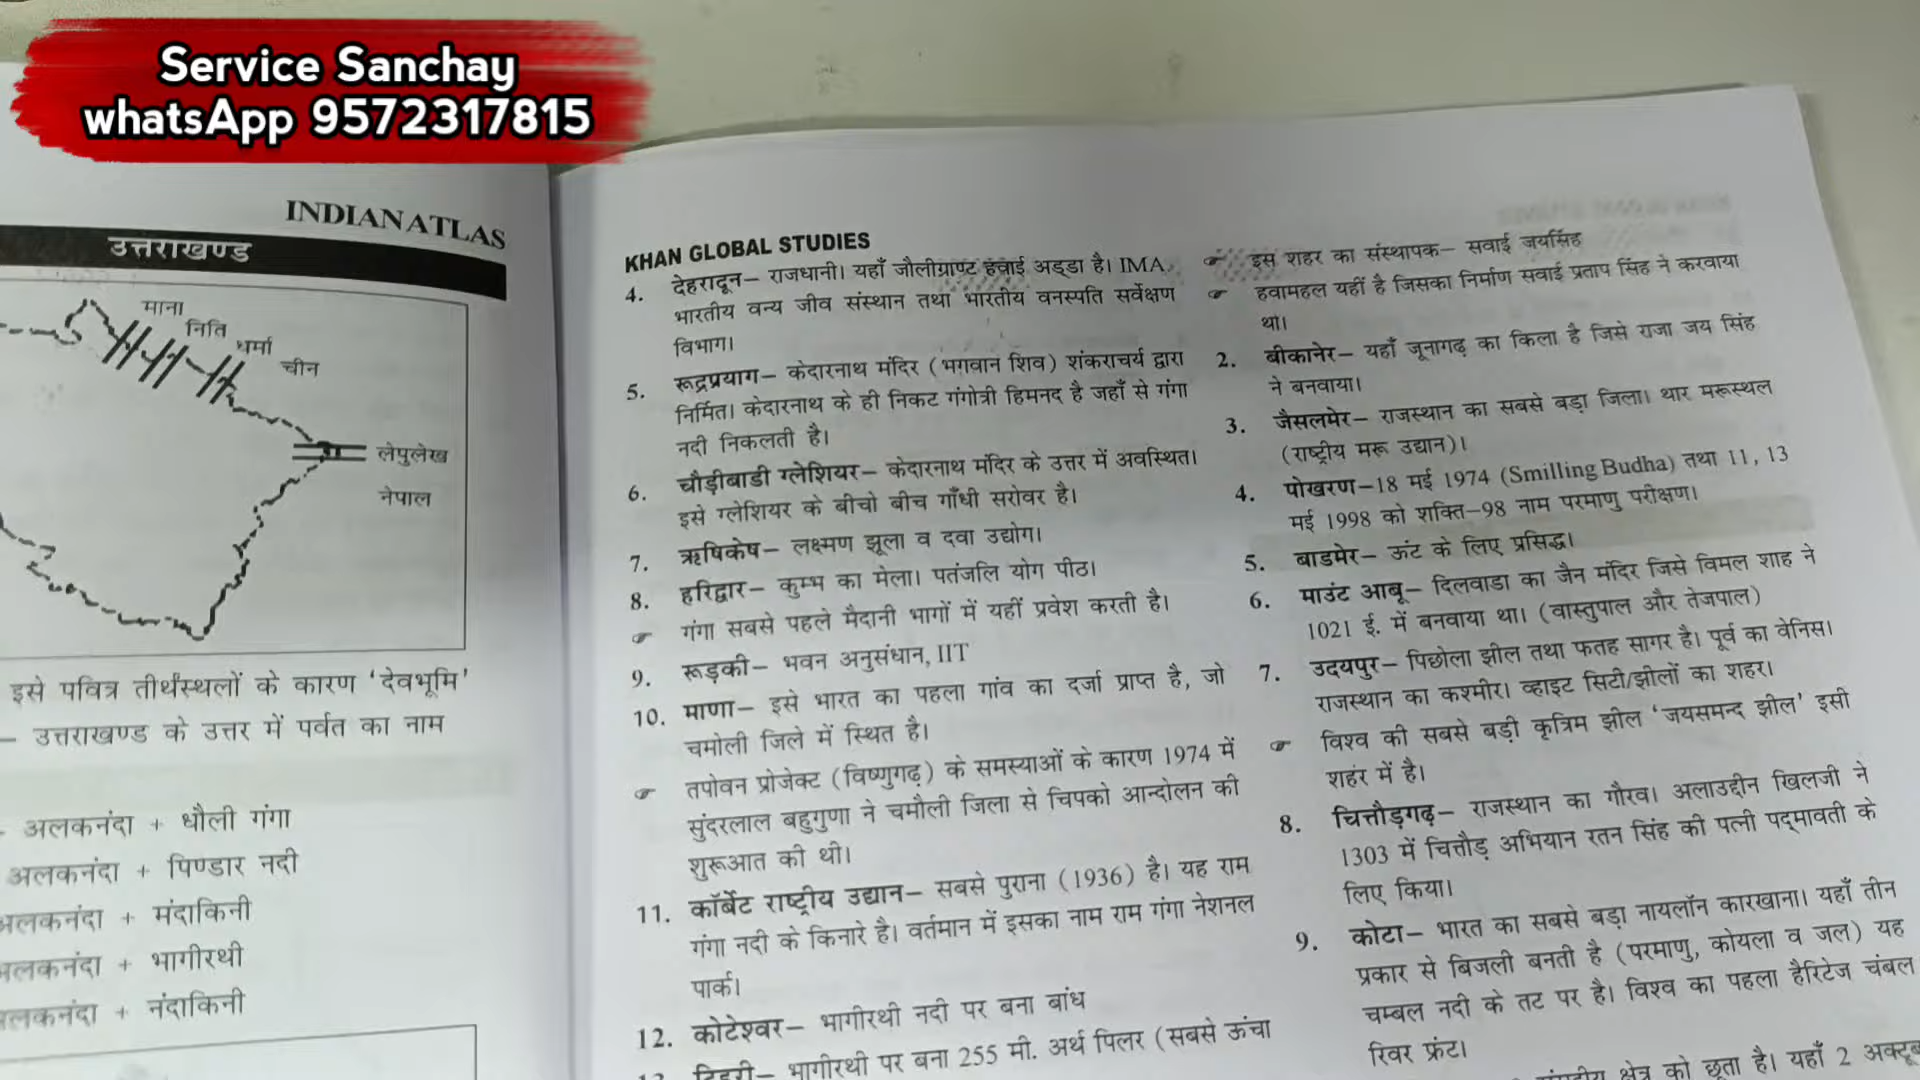 Service Sanchay
whatsApp 9572317815
INDIAN ATLAS
उत्तराखण्ड
माना
निति
धर्मा
चीन
लेपुलेख
नेपाल
इसे पवित्र तीर्थस्थलों के कारण 'देवभूमि'
– उत्तराखण्ड के उत्तर में पर्वत का नाम
- अलकनंदा + धौली गंगा
अलकनंदा + पिण्डार नदी
अलकनंदा + मंदाकिनी
अलकनंदा + भागीरथी
अलकनंदा + नंदाकिनी
KHAN GLOBAL STUDIES
4. देहरादून– राजधानी। यहाँ जौलीग्राण्ट हवाई अड्डा है। IMA,
भारतीय वन्य जीव संस्थान तथा भारतीय वनस्पति सर्वेक्षण
विभाग।
5. रूद्रप्रयाग– केदारनाथ मंदिर (भगवान शिव) शंकराचार्य द्वारा
निर्मित। केदारनाथ के ही निकट गंगोत्री हिमनद है जहाँ से गंगा
नदी निकलती है।
6. चौड़ीबाडी ग्लेशियर– केदारनाथ मंदिर के उत्तर में अवस्थित।
इसे ग्लेशियर के बीचो बीच गाँधी सरोवर है।
7. ऋषिकेष– लक्ष्मण झूला व दवा उद्योग।
8. हरिद्वार– कुम्भ का मेला। पतंजलि योग पीठ।
☞ गंगा सबसे पहले मैदानी भागों में यहीं प्रवेश करती है।
9. रूड़की– भवन अनुसंधान, IIT
10. माणा– इसे भारत का पहला गांव का दर्जा प्राप्त है, जो
चमोली जिले में स्थित है।
☞ तपोवन प्रोजेक्ट (विष्णुगढ़) के समस्याओं के कारण 1974 में
सुंदरलाल बहुगुणा ने चमौली जिला से चिपको आन्दोलन की
शुरूआत की थी।
11. कॉर्बेट राष्ट्रीय उद्यान– सबसे पुराना (1936) है। यह राम
गंगा नदी के किनारे है। वर्तमान में इसका नाम राम गंगा नेशनल
पार्क।
12. कोटेश्वर– भागीरथी नदी पर बना बांध
13 टिहरी– भागीरथी पर बना 255 मी. अर्थ पिलर (सबसे ऊंचा
☞ इस शहर का संस्थापक– सवाई जयसिंह
☞ हवामहल यहीं है जिसका निर्माण सवाई प्रताप सिंह ने करवाया
था।
2. बीकानेर– यहाँ जूनागढ़ का किला है जिसे राजा जय सिंह
ने बनवाया।
3. जैसलमेर– राजस्थान का सबसे बड़ा जिला। थार मरूस्थल
(राष्ट्रीय मरू उद्यान)।
4. पोखरण–18 मई 1974 (Smilling Budha) तथा 11, 13
मई 1998 को शक्ति–98 नाम परमाणु परीक्षण।
5. बाडमेर– ऊंट के लिए प्रसिद्ध।
6. माउंट आबू– दिलवाडा का जैन मंदिर जिसे विमल शाह ने
1021 ई. में बनवाया था। (वास्तुपाल और तेजपाल)
7. उदयपुर– पिछोला झील तथा फतह सागर है। पूर्व का वेनिस।
राजस्थान का कश्मीर। व्हाइट सिटी/झीलों का शहर।
☞ विश्व की सबसे बड़ी कृत्रिम झील 'जयसमन्द झील' इसी
शहर में है।
8. चित्तौड़गढ़– राजस्थान का गौरव। अलाउद्दीन खिलजी ने
1303 में चित्तौड़ अभियान रतन सिंह की पत्नी पद्मावती के
लिए किया।
9. कोटा– भारत का सबसे बड़ा नायलॉन कारखाना। यहाँ तीन
प्रकार से बिजली बनती है (परमाणु, कोयला व जल) यह
चम्बल नदी के तट पर है। विश्व का पहला हैरिटेज चंबल
रिवर फ्रंट।
क्षेत्र को छूता है। यहाँ 2